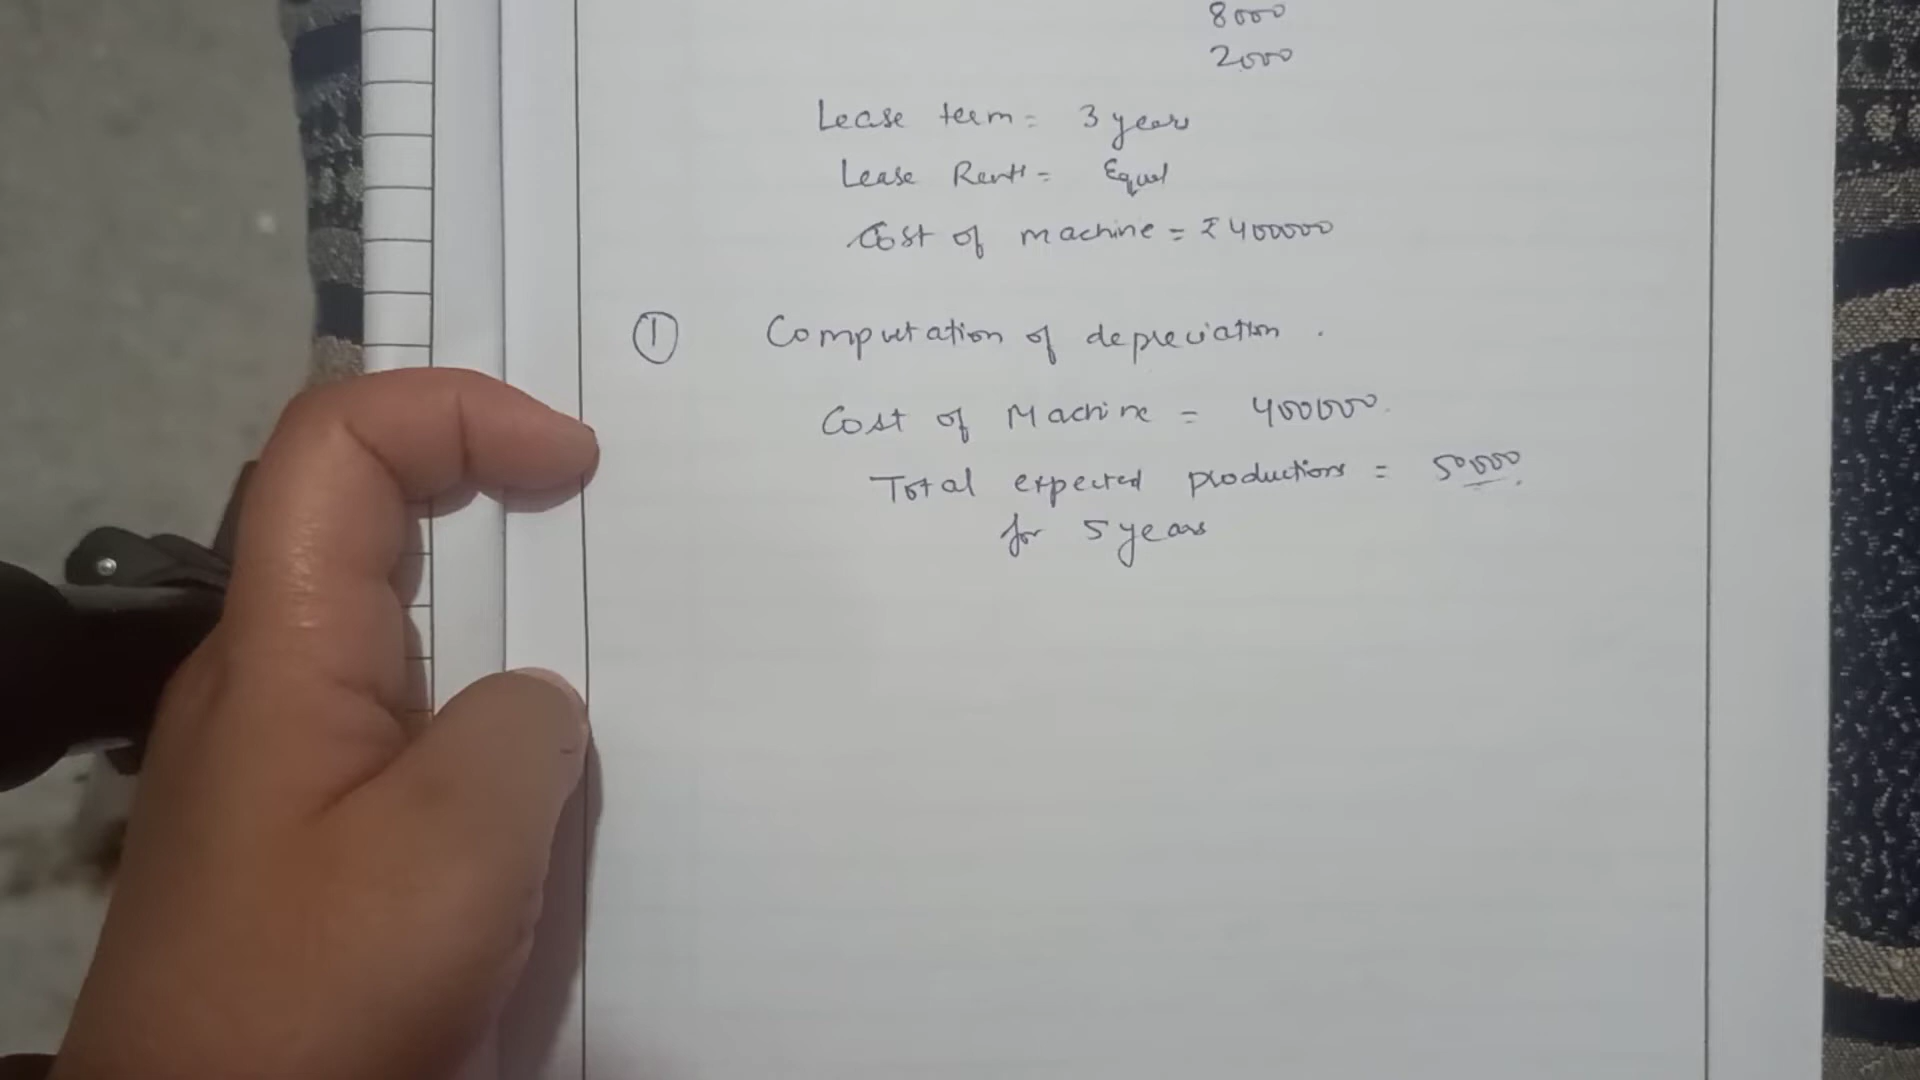 8000
2000
Lease term = 3 years
Lease Rent = Equal
Cost of machine = ₹ 400000
① Computation of depreciation.
Cost of Machine = 400000.
Total expected productions = 50000.
for 5 years